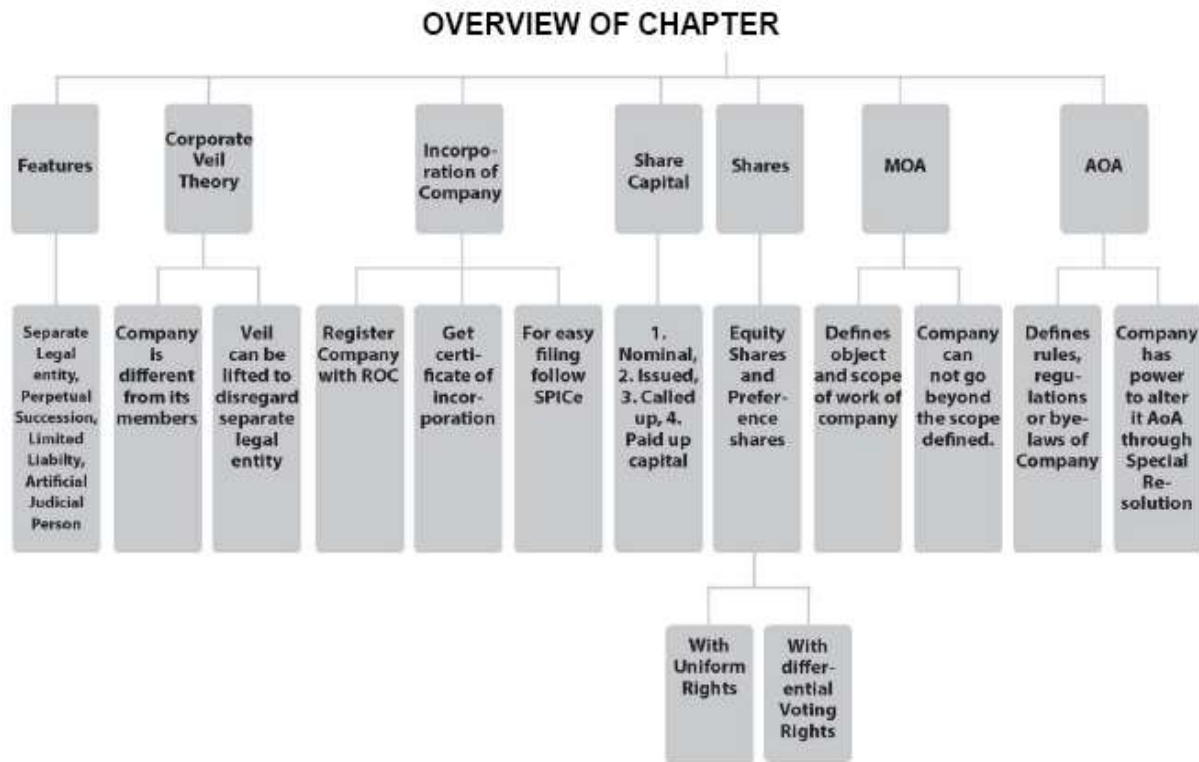 OVERVIEW OF CHAPTER
Features
Corporate
Veil
Theory
Incorpo-
ration of
Company
Share
Capital
Shares
MOA
AOA
Separate
Legal
entity,
Perpetual
Succession,
Limited
Liabilty,
Artificial
Judicial
Person
Company
is
different
from its
members
Veil
can be
lifted to
disregard
separate
legal
entity
Register
Company
with ROC
Get
certi-
ficate of
incor-
poration
For easy
filing
follow
SPICe
1.
Nominal,
2. Issued,
3. Called
up, 4.
Paid up
capital
Equity
Shares
and
Prefer-
ence
shares
Defines
object
and scope
of work of
company
Company
can
not go
beyond
the scope
defined.
Defines
rules,
regu-
lations
or bye-
laws of
Company
Company
has
power
to alter
it AoA
through
Special
Re-
solution
With
Uniform
Rights
With
differ-
ential
Voting
Rights